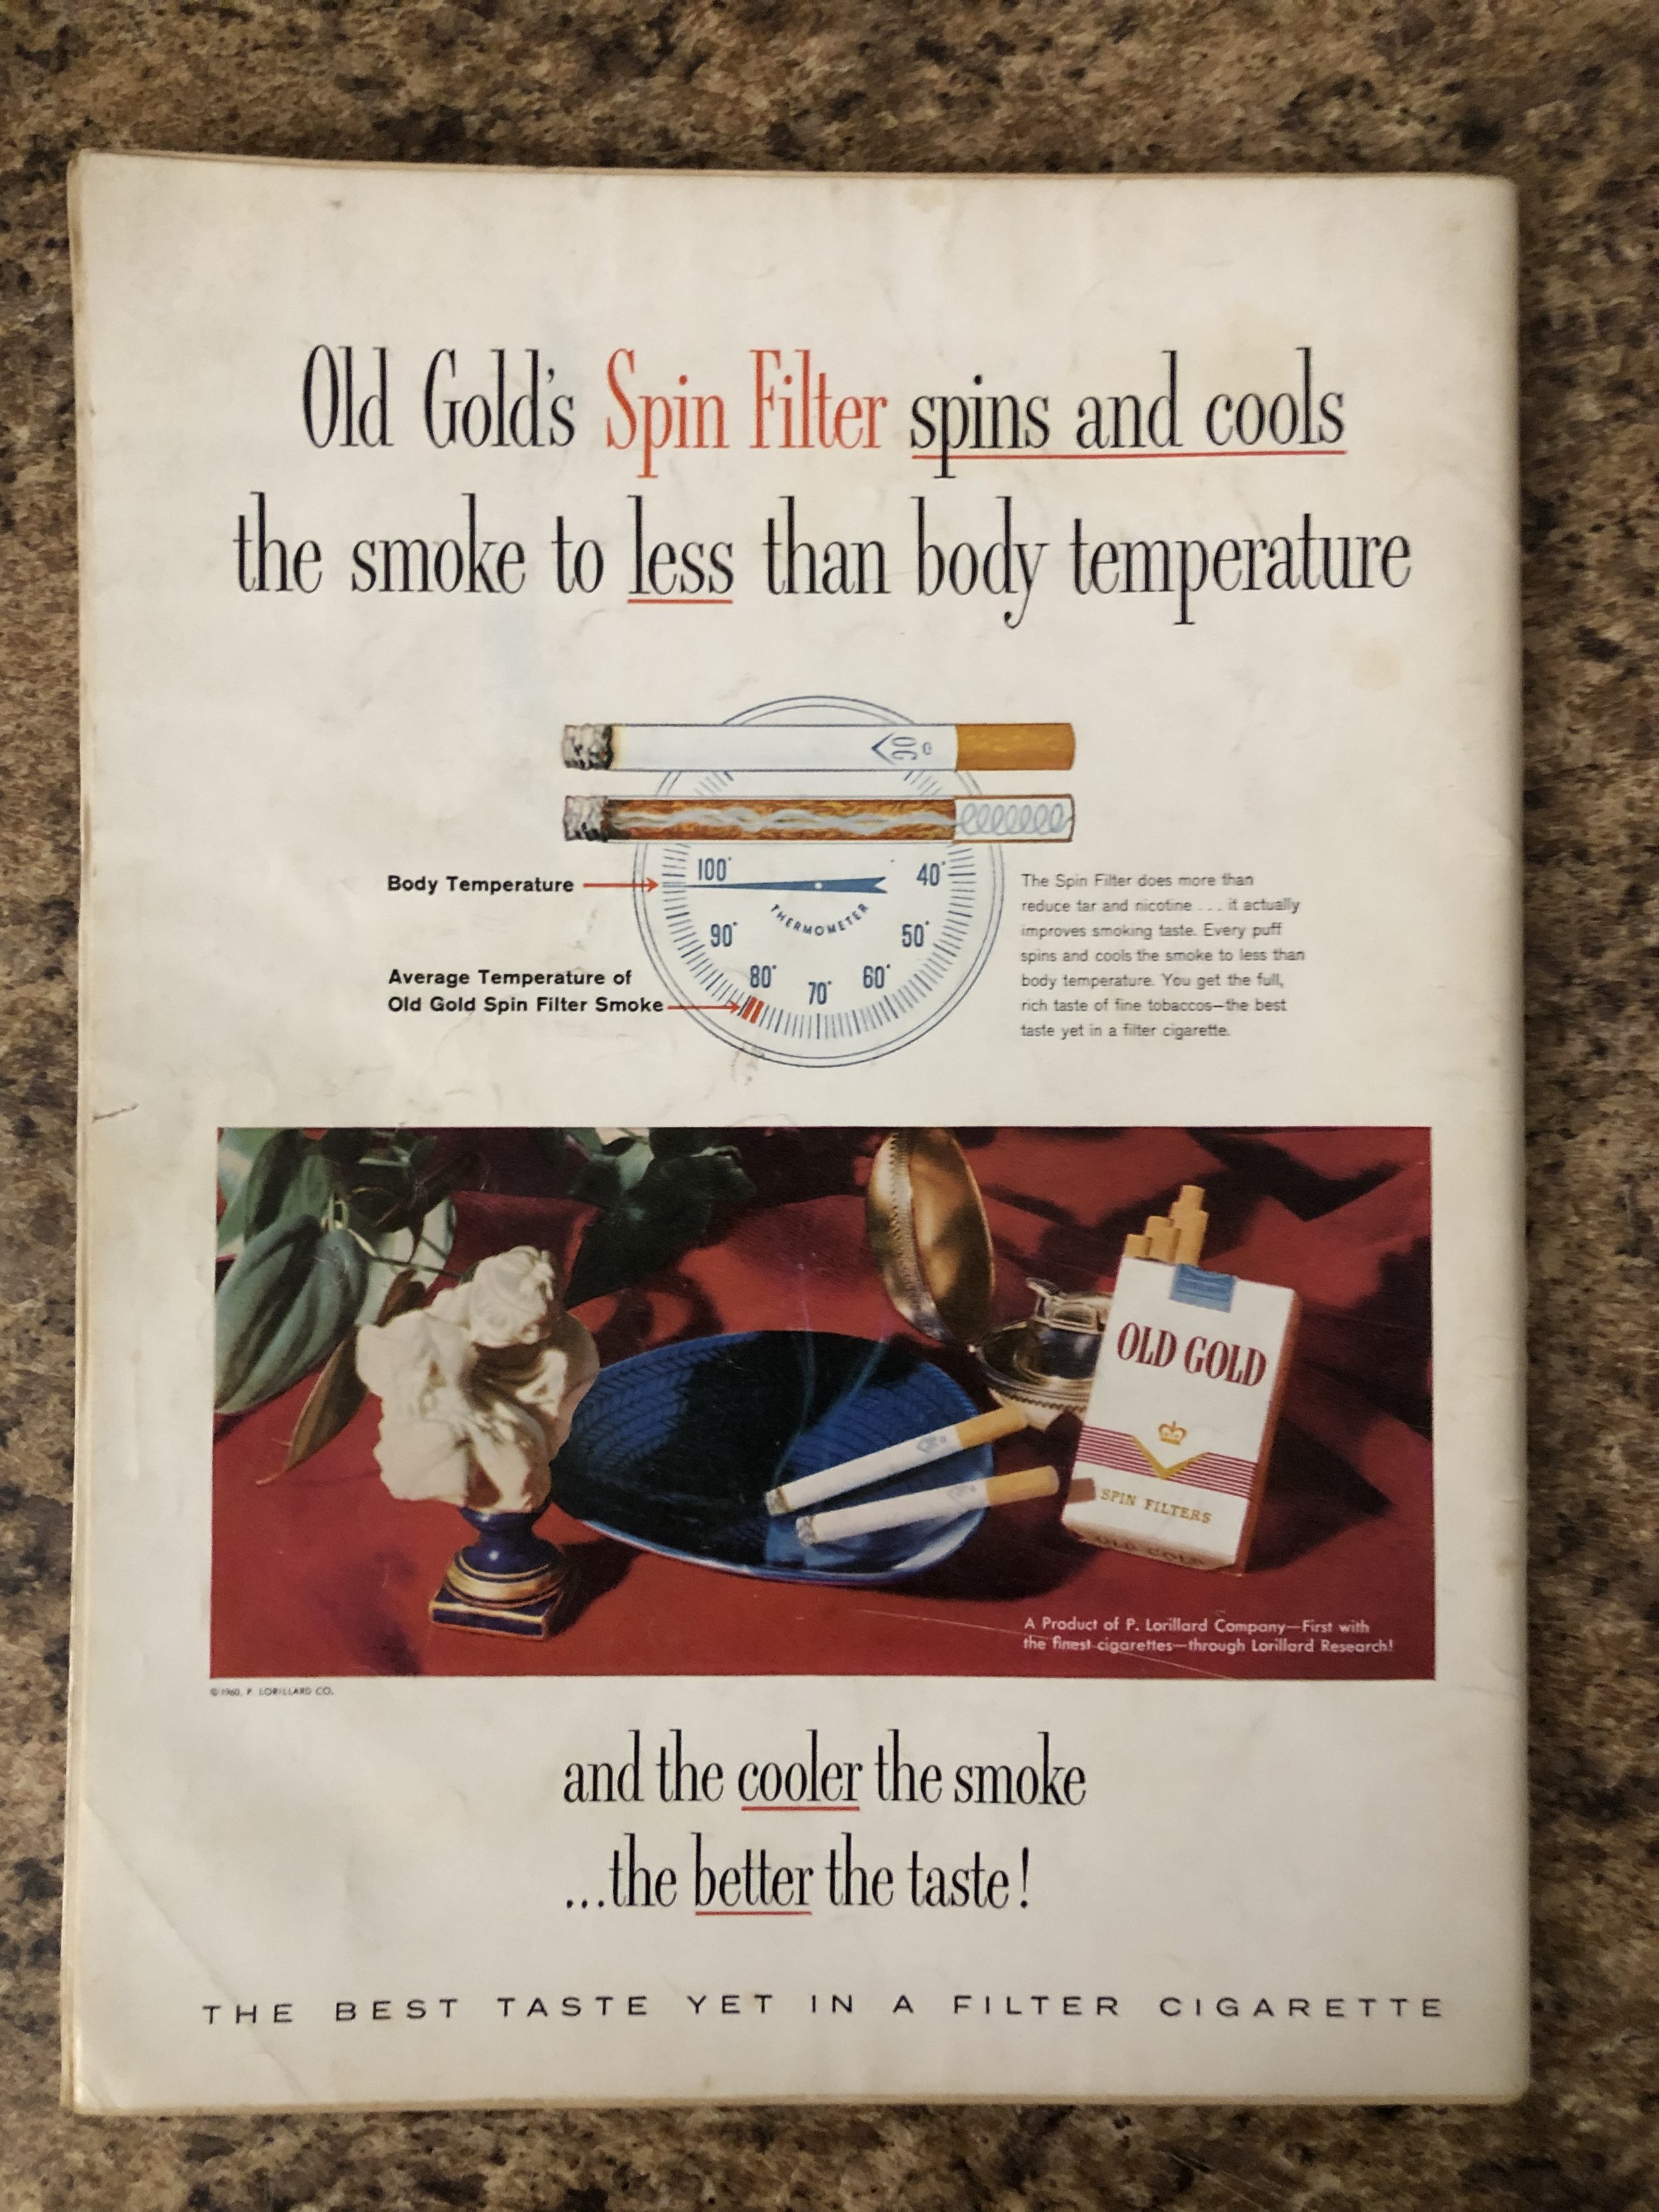 Old Gold's Spin Filter spins and cools
the smoke to less than body temperature
OG
100°
40°
Body Temperature
THERMOMETER
90°
50°
Average Temperature of
Old Gold Spin Filter Smoke
80°
60°
70°
The Spin Filter does more than
reduce tar and nicotine . . . it actually
improves smoking taste. Every puff
spins and cools the smoke to less than
body temperature. You get the full,
rich taste of fine tobaccos—the best
taste yet in a filter cigarette.
OLD GOLD
SPIN FILTERS
OLD GOLD
A Product of P. Lorillard Company—First with
the finest cigarettes—through Lorillard Research!
© 1960, P. LORILLARD CO.
and the cooler the smoke
...the better the taste!
THE BEST TASTE YET IN A FILTER CIGARETTE